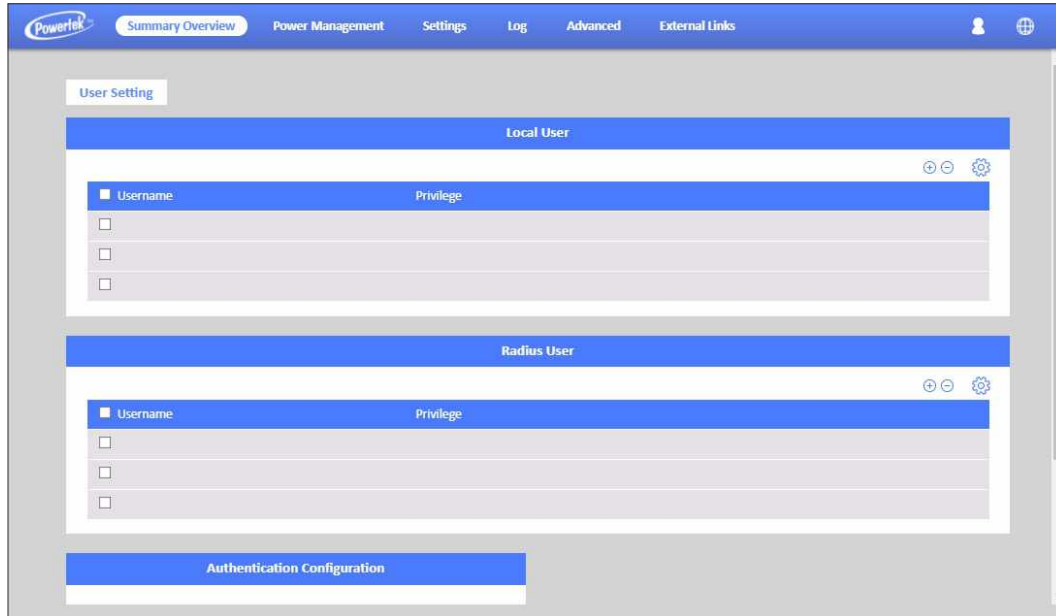 Powertek Summary Overview Power Management Settings Log Advanced External Links
User Setting
Local User
Username Privilege
Radius User
Username Privilege
Authentication Configuration